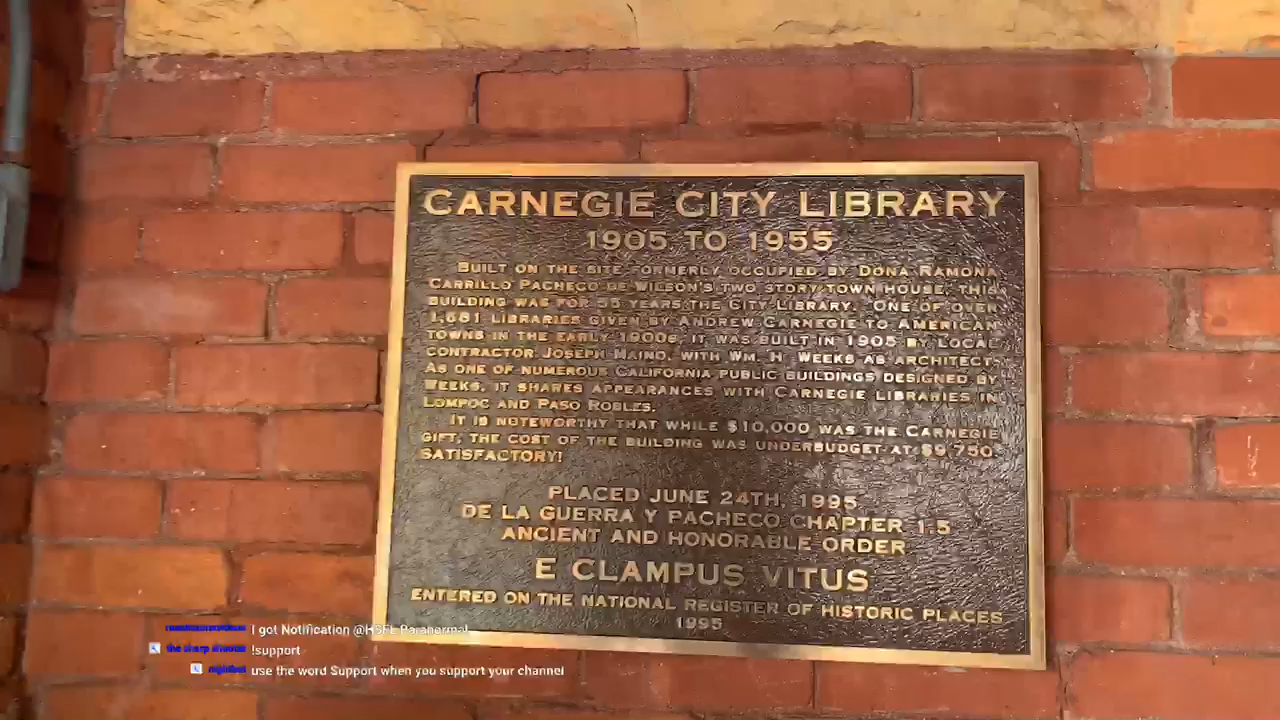 CARNEGIE CITY LIBRARY
1905 TO 1955
BUILT ON THE SITE FORMERLY OCCUPIED BY DONA RAMONA
CARRILLO PACHECO DE WILSON'S TWO STORY TOWN HOUSE, THIS
BUILDING WAS FOR 55 YEARS THE CITY LIBRARY. ONE OF OVER
1,681 LIBRARIES GIVEN BY ANDREW CARNEGIE TO AMERICAN
TOWNS IN THE EARLY 1900S, IT WAS BUILT IN 1905 BY LOCAL
CONTRACTOR JOSEPH MAINO, WITH WM. H. WEEKS AS ARCHITECT.
AS ONE OF NUMEROUS CALIFORNIA PUBLIC BUILDINGS DESIGNED BY
WEEKS, IT SHARES APPEARANCES WITH CARNEGIE LIBRARIES IN
LOMPOC AND PASO ROBLES.
IT IS NOTEWORTHY THAT WHILE $10,000 WAS THE CARNEGIE
GIFT, THE COST OF THE BUILDING WAS UNDERBUDGET AT $9,750.
SATISFACTORY!
PLACED JUNE 24TH, 1995
DE LA GUERRA Y PACHECO CHAPTER 1.5
ANCIENT AND HONORABLE ORDER
E CLAMPUS VITUS
ENTERED ON THE NATIONAL REGISTER OF HISTORIC PLACES
1995
I got Notification @HSFL Paranormal
the sharp shooter !support
nightbot use the word Support when you support your channel